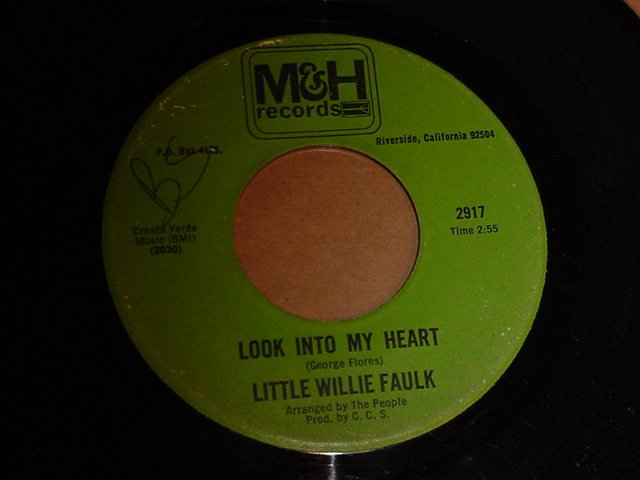 M&H
records
P.O. Box
Riverside, California 92504
Cresta Verde
Music (BMI)
(2030)
2917
Time 2:55
LOOK INTO MY HEART
(George Flores)
LITTLE WILLIE FAULK
Arranged by The People
Prod. by C. C. S.